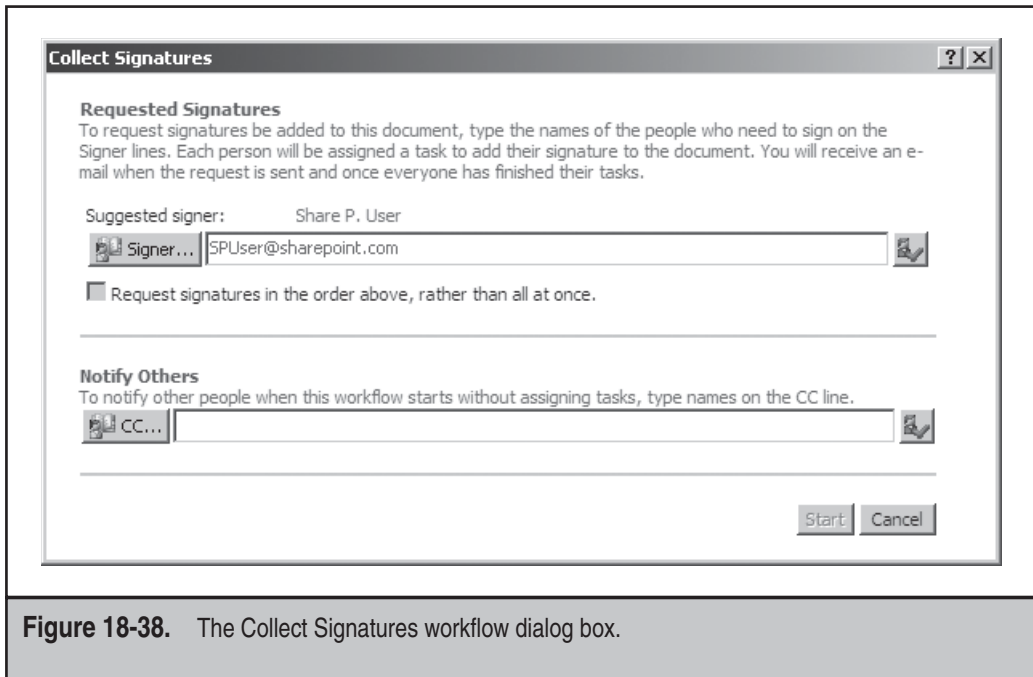 Collect Signatures
Requested Signatures
To request signatures be added to this document, type the names of the people who need to sign on the
Signer lines. Each person will be assigned a task to add their signature to the document. You will receive an e-
mail when the request is sent and once everyone has finished their tasks.
Suggested signer: Share P. User
Signer... SPUser@sharepoint.com
Request signatures in the order above, rather than all at once.
Notify Others
To notify other people when this workflow starts without assigning tasks, type names on the CC line.
CC...
Start Cancel
Figure 18-38. The Collect Signatures workflow dialog box.